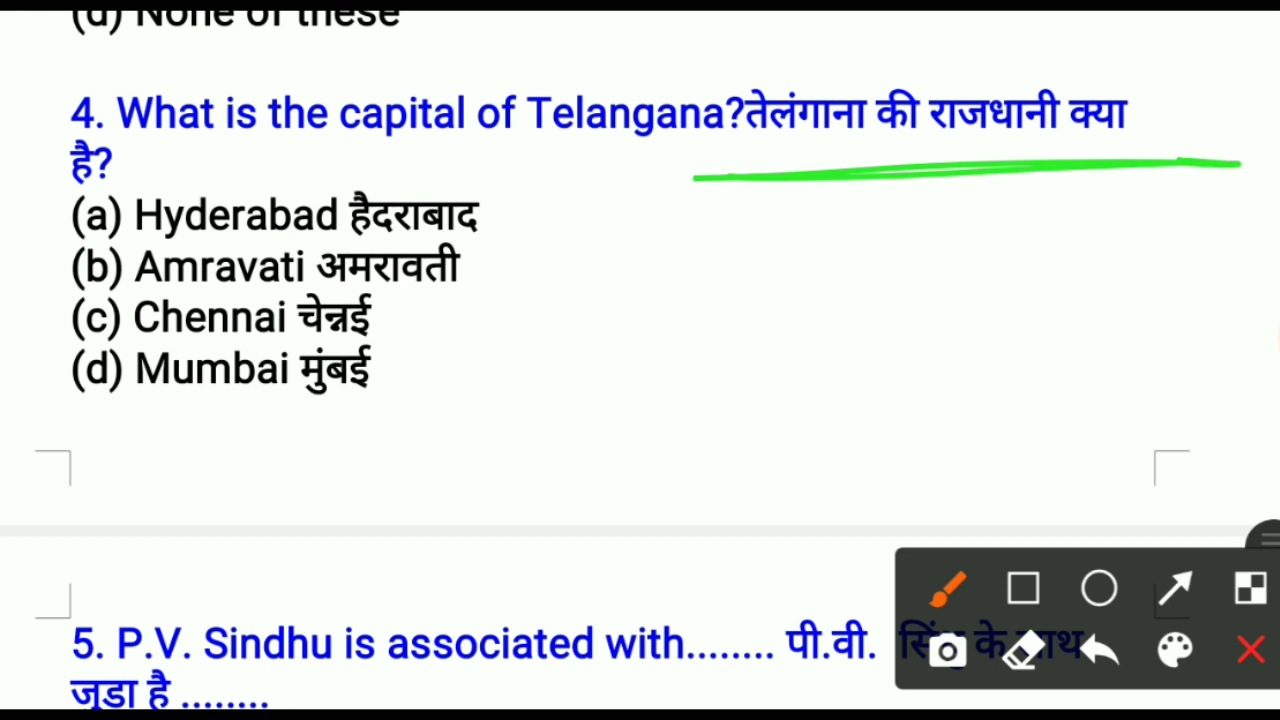 (d) None of these
4. What is the capital of Telangana?तेलंगाना की राजधानी क्या
है?
(a) Hyderabad हैदराबाद
(b) Amravati अमरावती
(c) Chennai चेन्नई
(d) Mumbai मुंबई
5. P.V. Sindhu is associated with........ पी.वी. सिंधु के साथ
जुडा है ........